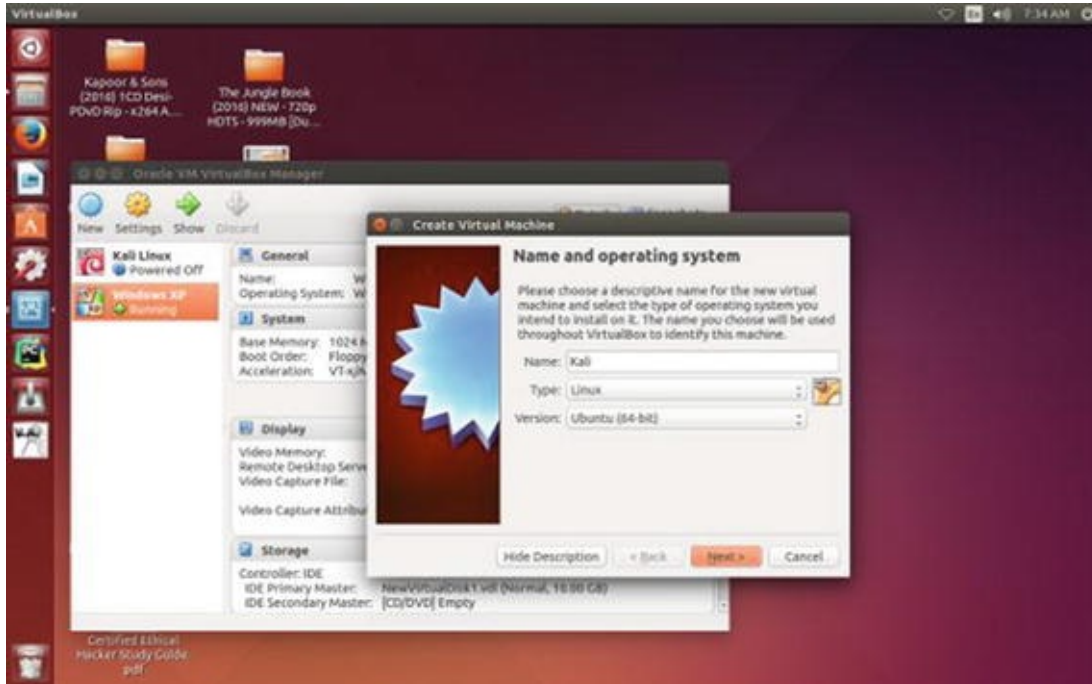 VirtualBox
En
7:34 AM
Kapoor & Sons
(2016) 1CD Desi-
PDVD Rip - x264 A...
The Jungle Book
(2016) NEW - 720p
HDTS - 999MB [Du...
Oracle VM VirtualBox Manager
New Settings Show Discard
Kali Linux
Powered Off
Windows XP
Running
General
Name: W
Operating System: W
System
Base Memory: 1024
Boot Order: Floppy
Acceleration: VT-x/
Display
Video Memory:
Remote Desktop Serve
Video Capture File:
Video Capture Attribu
Storage
Controller: IDE
IDE Primary Master: NewVirtualDisk1.vdi (Normal, 10.00 GB)
IDE Secondary Master: [CD/DVD] Empty
Create Virtual Machine
Name and operating system
Please choose a descriptive name for the new virtual
machine and select the type of operating system you
intend to install on it. The name you choose will be used
throughout VirtualBox to identify this machine.
Name: Kali
Type: Linux
Version: Ubuntu (64-bit)
Hide Description < Back Next > Cancel
Certified Ethical
Hacker Study Guide.
pdf